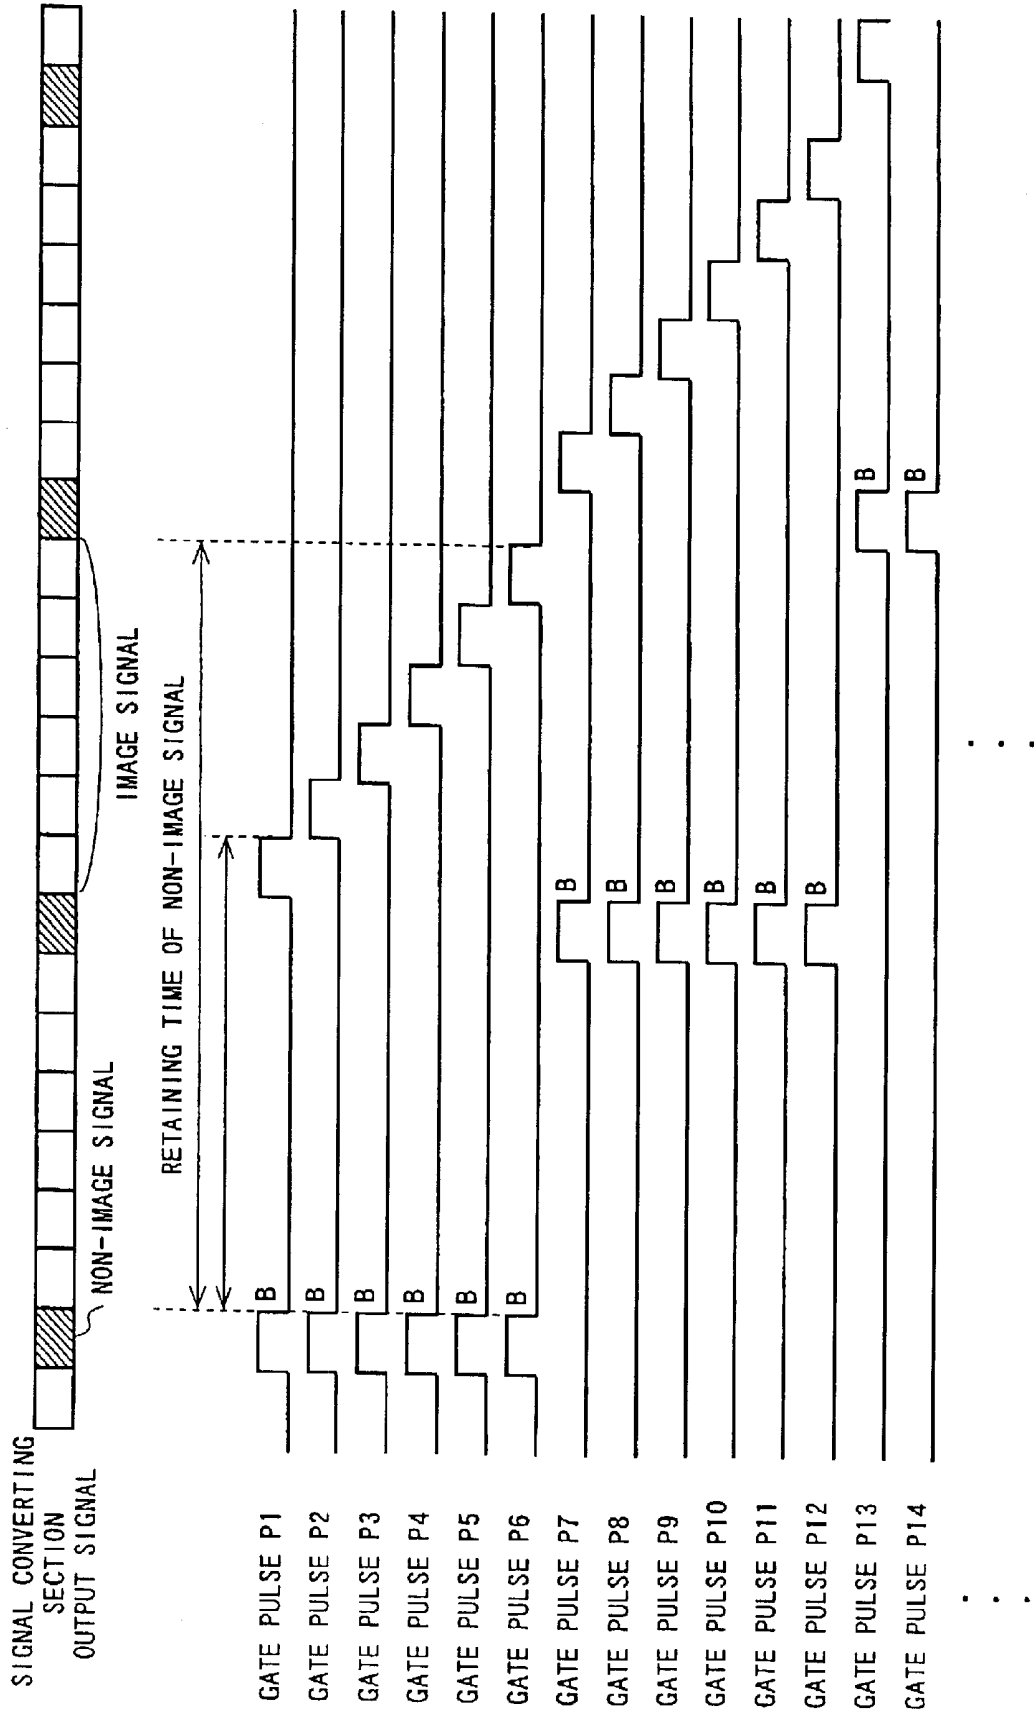 SIGNAL CONVERTING
SECTION
OUTPUT SIGNAL
NON-IMAGE SIGNAL
IMAGE SIGNAL
RETAINING TIME OF NON-IMAGE SIGNAL
GATE PULSE P1
B
GATE PULSE P2
B
GATE PULSE P3
B
GATE PULSE P4
B
GATE PULSE P5
B
GATE PULSE P6
B
GATE PULSE P7
B
GATE PULSE P8
B
GATE PULSE P9
B
GATE PULSE P10
B
GATE PULSE P11
B
GATE PULSE P12
B
GATE PULSE P13
B
GATE PULSE P14
B